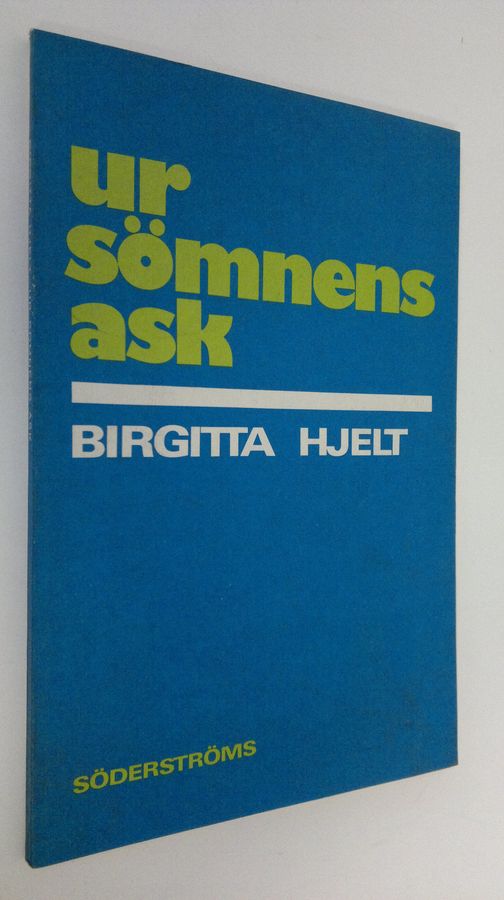 ur
sömnens
ask
BIRGITTA HJELT
SÖDERSTRÖMS